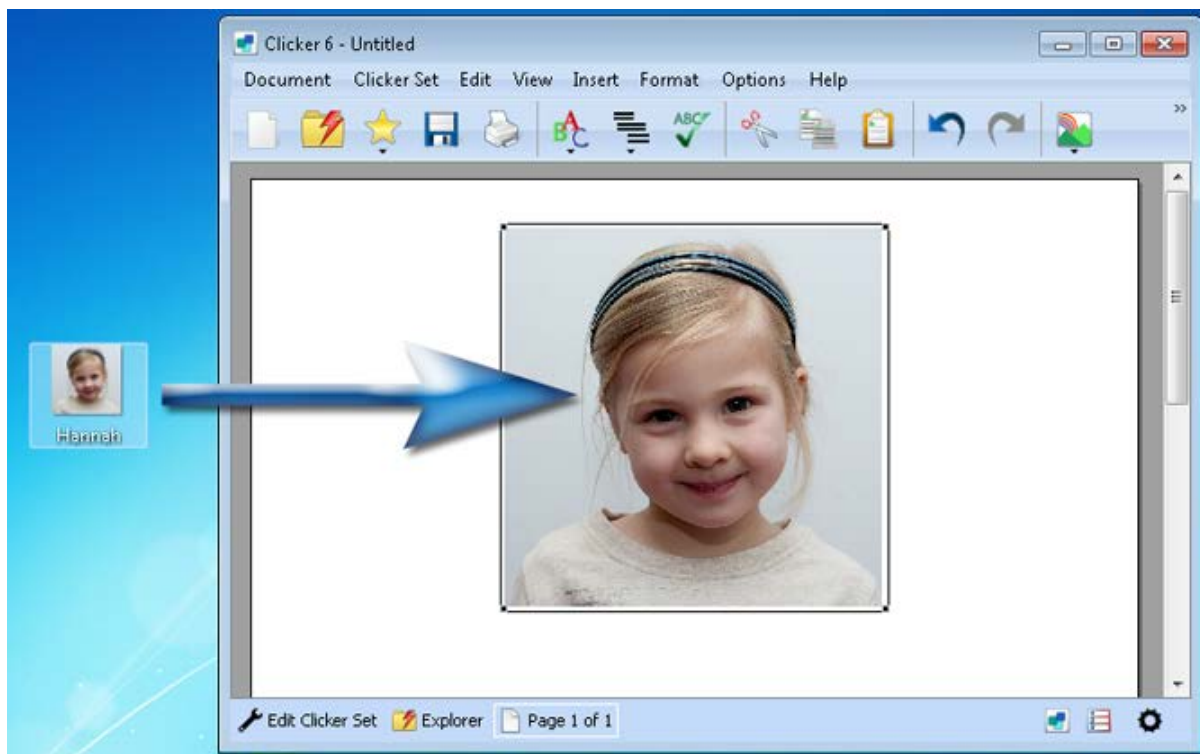 Clicker 6 - Untitled
Document Clicker Set Edit View Insert Format Options Help
ABC
ABC
Hannah
Edit Clicker Set Explorer Page 1 of 1